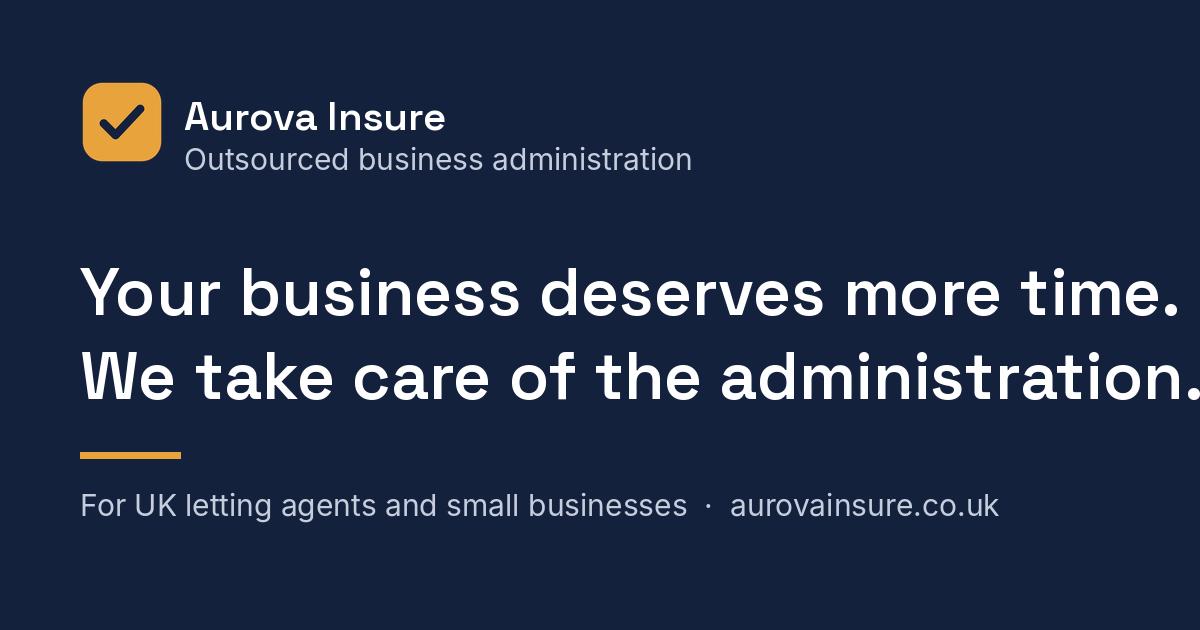 Aurova Insure
Outsourced business administration
Your business deserves more time.
We take care of the administration.
For UK letting agents and small businesses · aurovainsure.co.uk